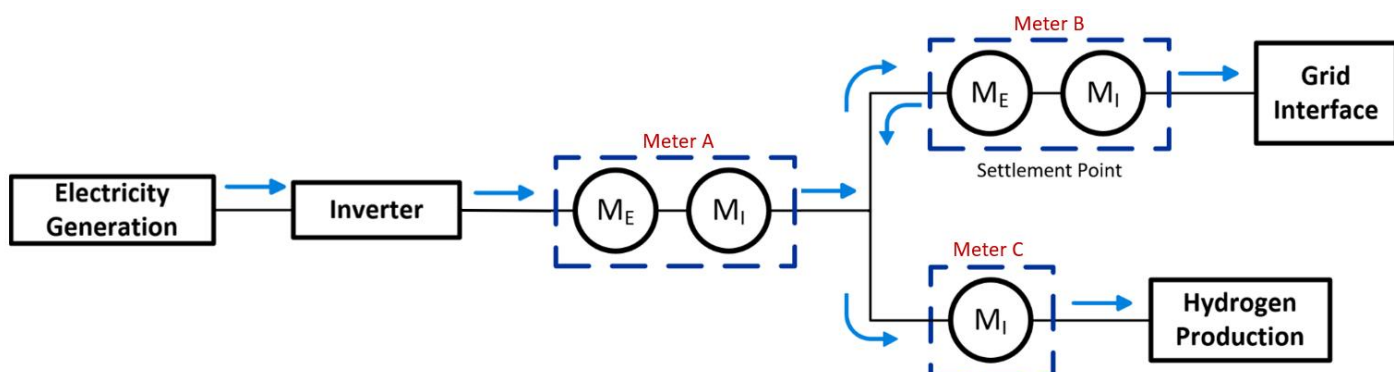 Meter B
M_E
M_I
Grid
Interface
Settlement Point
Meter A
Electricity
Generation
Inverter
M_E
M_I
Meter C
M_I
Hydrogen
Production